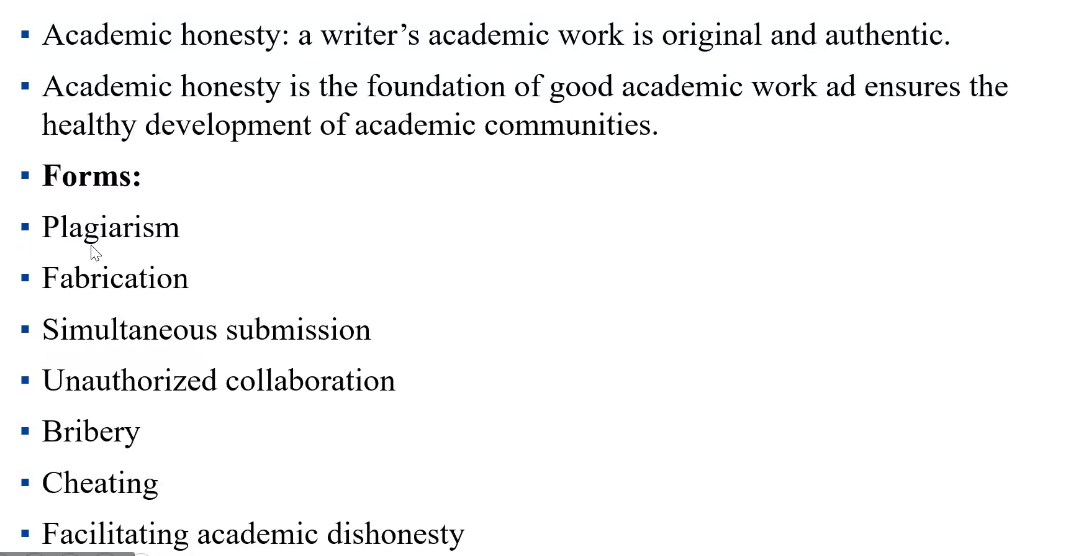 ▪ Academic honesty: a writer’s academic work is original and authentic.
▪ Academic honesty is the foundation of good academic work ad ensures the
healthy development of academic communities.
▪ Forms:
▪ Plagiarism
▪ Fabrication
▪ Simultaneous submission
▪ Unauthorized collaboration
▪ Bribery
▪ Cheating
▪ Facilitating academic dishonesty